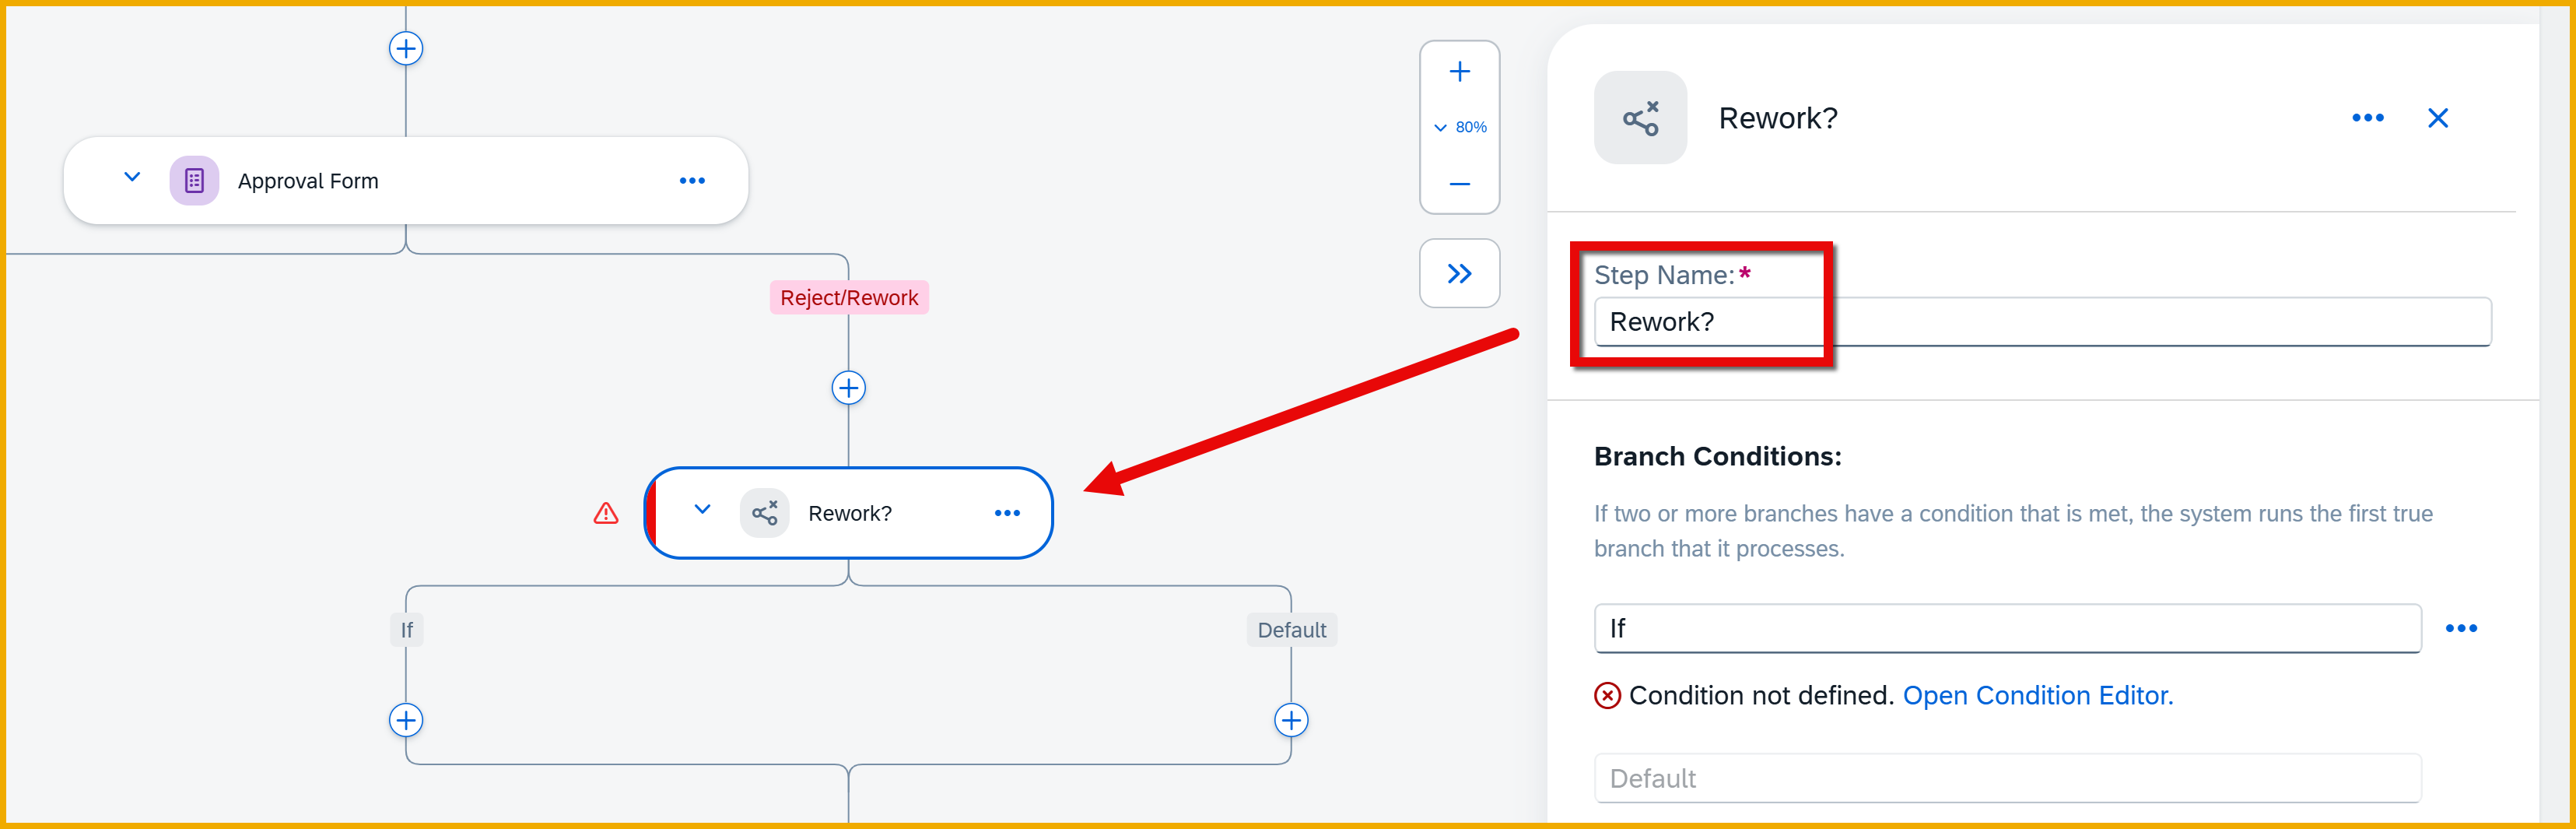 Approval Form
Reject/Rework
Rework?
If
Default
80%
Rework?
Step Name:*
Rework?
Branch Conditions:
If two or more branches have a condition that is met, the system runs the first true
branch that it processes.
If
Condition not defined. Open Condition Editor.
Default